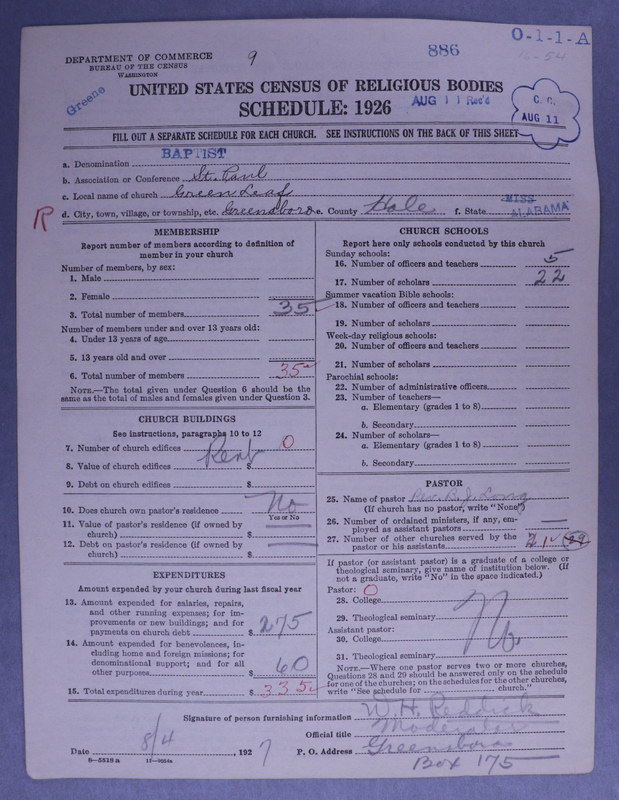 DEPARTMENT OF COMMERCE
BUREAU OF THE CENSUS
WASHINGTON
9
886
O-1-1-A
Greene
UNITED STATES CENSUS OF RELIGIOUS BODIES
SCHEDULE: 1926
AUG 11 Rec'd
C. C.
AUG 11
FILL OUT A SEPARATE SCHEDULE FOR EACH CHURCH. SEE INSTRUCTIONS ON THE BACK OF THIS SHEET
a. Denomination BAPTIST
b. Association or Conference St. Paul
c. Local name of church Green Leaf
R
d. City, town, village, or township, etc. Greensboro e. County Hale f. State MISS ALABAMA
MEMBERSHIP
Report number of members according to definition of
member in your church
Number of members, by sex:
1. Male
2. Female
3. Total number of members 35
Number of members under and over 13 years old:
4. Under 13 years of age
5. 13 years old and over
6. Total number of members 35
NOTE.—The total given under Question 6 should be the
same as the total of males and females given under Question 3.
CHURCH BUILDINGS
See instructions, paragraphs 10 to 12
7. Number of church edifices 0
Rent
8. Value of church edifices $
9. Debt on church edifices $
10. Does church own pastor's residence? No
Yes or No
11. Value of pastor's residence (if owned by
church) $
12. Debt on pastor's residence (if owned by
church) $
EXPENDITURES
Amount expended by your church during last fiscal year
13. Amount expended for salaries, repairs,
and other running expenses; for im-
provements or new buildings; and for
payments on church debt $275
14. Amount expended for benevolences, in-
cluding home and foreign missions; for
denominational support; and for all
other purposes $ 60
15. Total expenditures during year $ 335
CHURCH SCHOOLS
Report here only schools conducted by this church
Sunday schools:
16. Number of officers and teachers 5
17. Number of scholars 22
Summer vacation Bible schools:
18. Number of officers and teachers
19. Number of scholars
Week-day religious schools:
20. Number of officers and teachers
21. Number of scholars
Parochial schools:
22. Number of administrative officers
23. Number of teachers—
a. Elementary (grades 1 to 8)
b. Secondary
24. Number of scholars—
a. Elementary (grades 1 to 8)
b. Secondary
PASTOR
25. Name of pastor Rev. B. J. Long
(If church has no pastor, write "None")
26. Number of ordained ministers, if any, em-
ployed as assistant pastors
27. Number of other churches served by the
pastor or his assistants
If pastor (or assistant pastor) is a graduate of a college or
theological seminary, give name of institution below. (If
not a graduate, write "No" in the space indicated.)
Pastor: 0
28. College
29. Theological seminary No
Assistant pastor:
30. College
31. Theological seminary
NOTE.—Where one pastor serves two or more churches,
Questions 28 and 29 should be answered only on the schedule
for one of the churches; on the schedules for the other churches,
write "See schedule for church."
Signature of person furnishing information W. H. Reddick
Official title Moderator
Date 8/4, 1927 P. O. Address Greensboro
Box 175
8—5518a 11—9264a